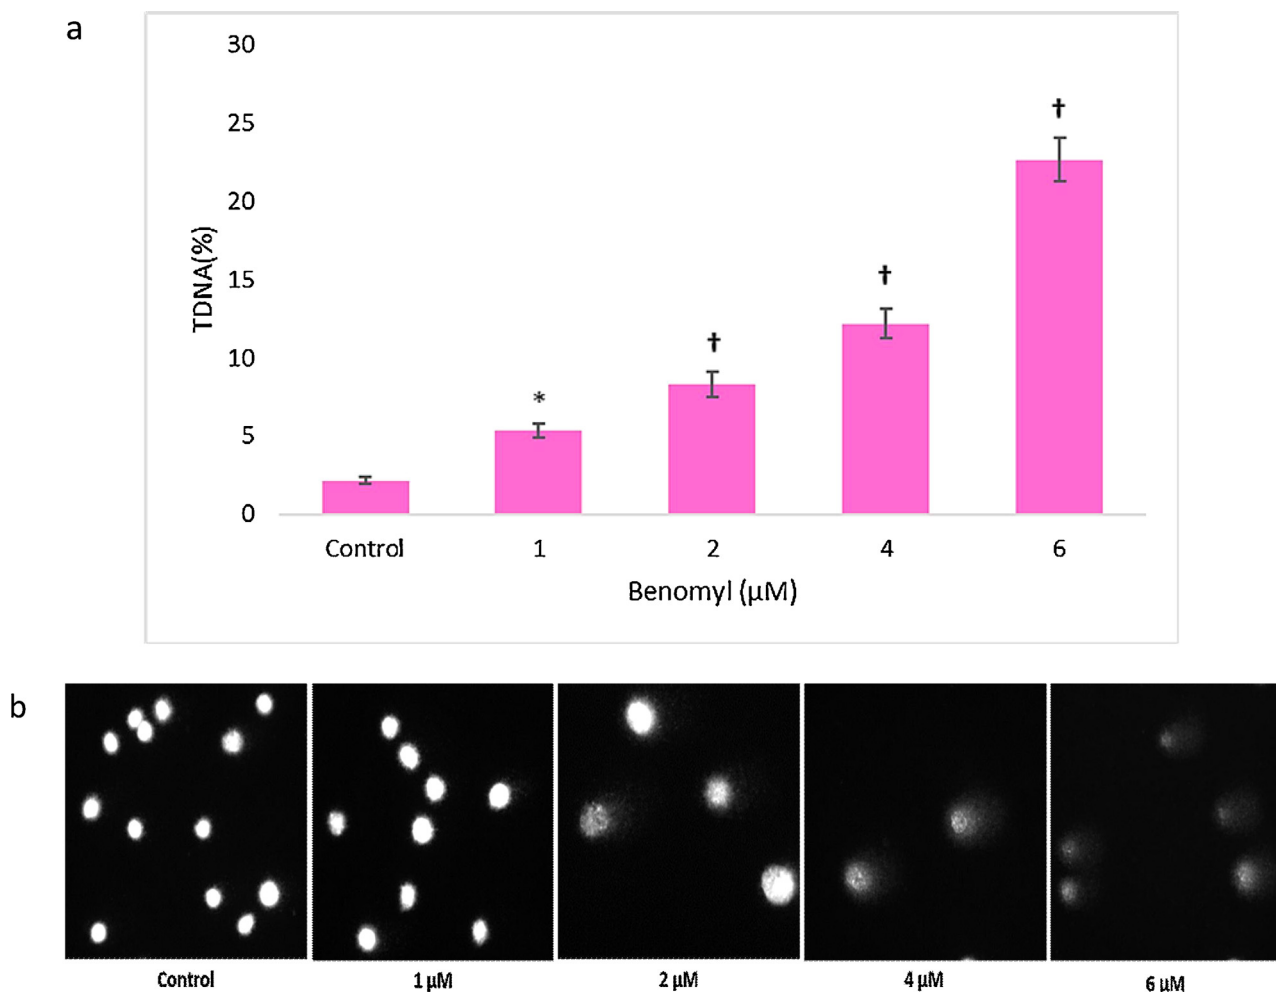 a
30
25
20
15
10
5
0
TDNA(%)
*
†
†
†
Control 1 2 4 6
Benomyl (µM)
b
Control 1 µM 2 µM 4 µM 6 µM